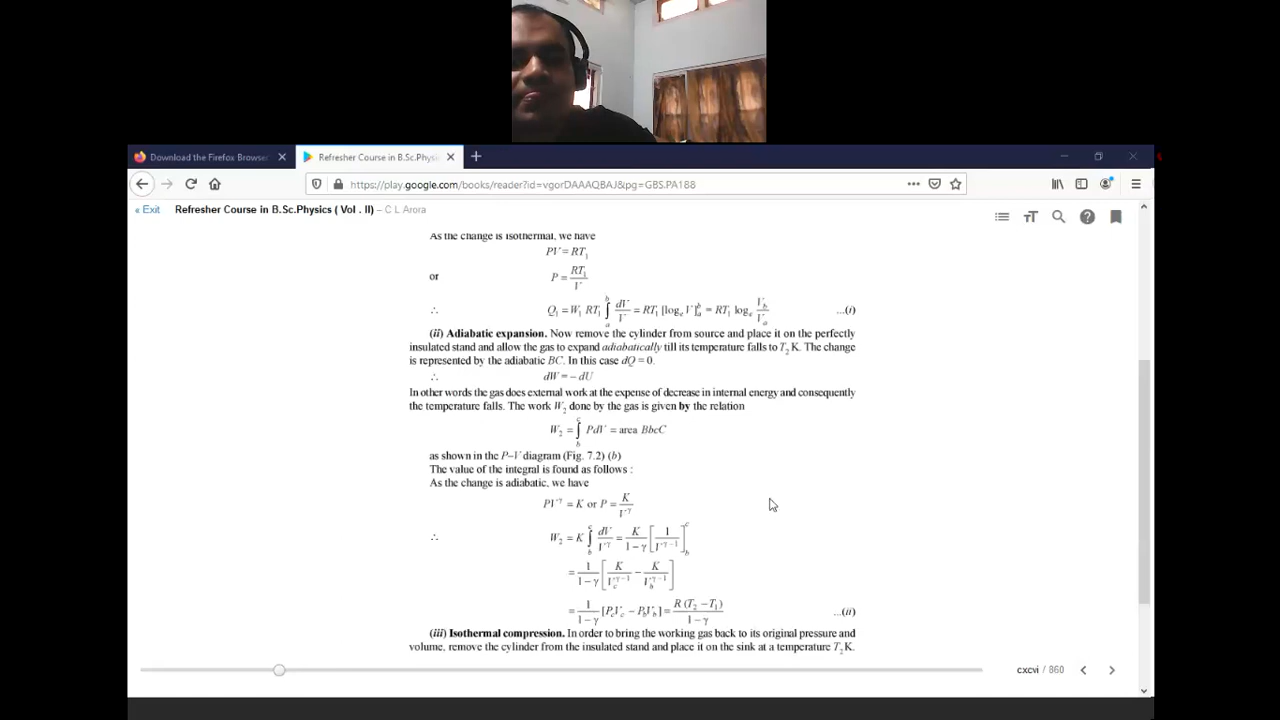 Download the Firefox Browser
Refresher Course in B.Sc.Physi
https://play.google.com/books/reader?id=vgorDAAAQBAJ&pg=GBS.PA188
« Exit Refresher Course in B.Sc.Physics ( Vol . II) – C L Arora
As the change is isothermal, we have
PV = RT₁
or P = RT₁/V
∴ Q₁ = W₁ RT₁ ∫ₐᵇ dV/V = RT₁ [logₑ V]ₐᵇ = RT₁ logₑ V_b/Vₐ ...(i)
(ii) Adiabatic expansion. Now remove the cylinder from source and place it on the perfectly
insulated stand and allow the gas to expand adiabatically till its temperature falls to T₂ K. The change
is represented by the adiabatic BC. In this case dQ = 0.
∴ dW = – dU
In other words the gas does external work at the expense of decrease in internal energy and consequently
the temperature falls. The work W₂ done by the gas is given by the relation
W₂ = ∫_b^c PdV = area BbcC
as shown in the P–V diagram (Fig. 7.2) (b)
The value of the integral is found as follows :
As the change is adiabatic, we have
PV^γ = K or P = K/V^γ
∴ W₂ = K ∫_b^c dV/V^γ = K/(1–γ) [1/V^(γ–1)]_b^c
= 1/(1–γ) [K/V_c^(γ–1) – K/V_b^(γ–1)]
= 1/(1–γ) [P_cV_c – P_bV_b] = R (T₂ – T₁)/(1–γ) ...(ii)
(iii) Isothermal compression. In order to bring the working gas back to its original pressure and
volume, remove the cylinder from the insulated stand and place it on the sink at a temperature T₂K.
cxcvi / 860